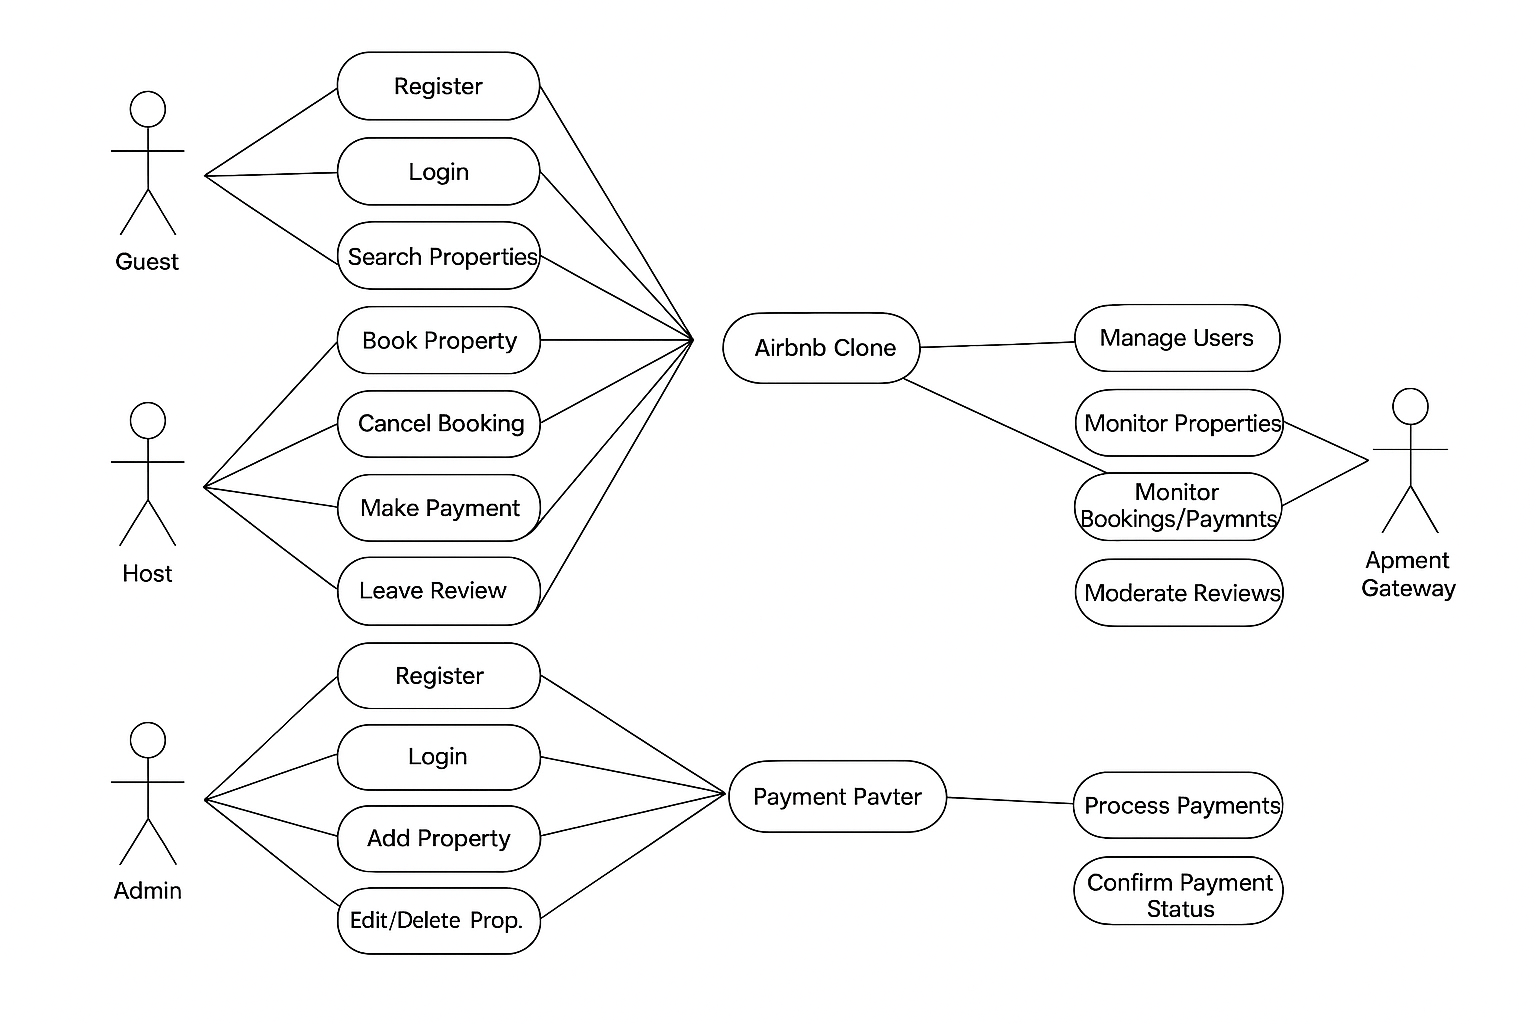 Register
Login
Search Properties
Guest
Book Property
Cancel Booking
Make Payment
Leave Review
Host
Register
Login
Add Property
Edit/Delete Prop.
Admin
Airbnb Clone
Payment Pavter
Manage Users
Monitor Properties
Monitor
Bookings/Paymnts
Moderate Reviews
Apment
Gateway
Process Payments
Confirm Payment
Status